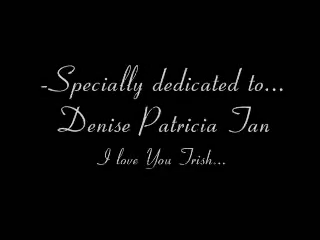 -Specially dedicated to...
Denise Patricia Tan
I love You Trish...